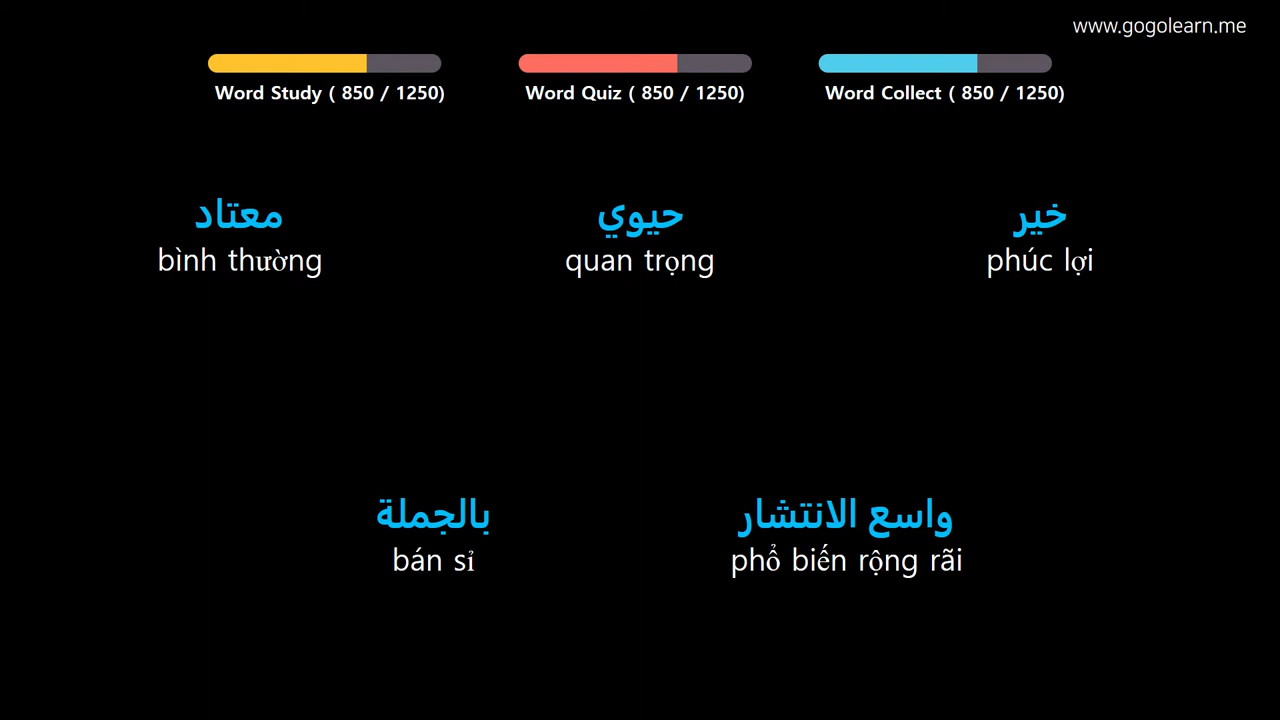 www.gogolearn.me
Word Study ( 850 / 1250)
Word Quiz ( 850 / 1250)
Word Collect ( 850 / 1250)
معتاد
bình thường
حيوي
quan trọng
خير
phúc lợi
بالجملة
bán sỉ
واسع الانتشار
phổ biến rộng rãi